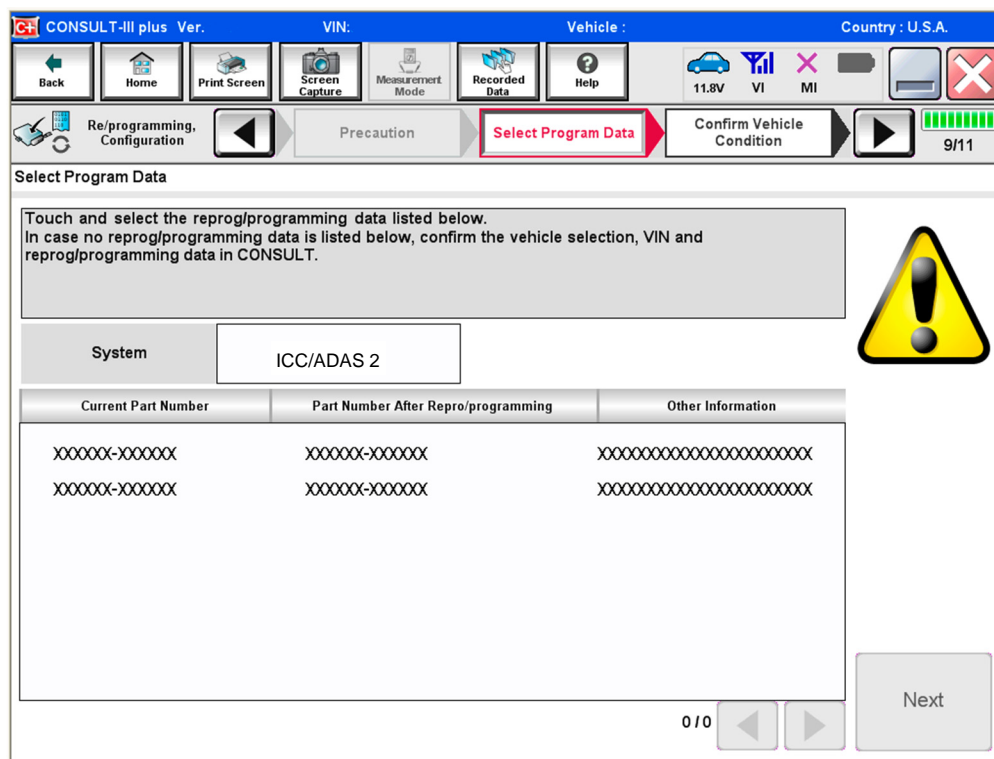 C+ CONSULT-III plus Ver. VIN: Vehicle : Country : U.S.A.
Back Home Print Screen Screen Capture Measurement Mode Recorded Data ? Help 11.8V VI MI
Re/programming, Configuration Precaution Select Program Data Confirm Vehicle Condition 9/11
Select Program Data
Touch and select the reprog/programming data listed below.
In case no reprog/programming data is listed below, confirm the vehicle selection, VIN and
reprog/programming data in CONSULT.
System ICC/ADAS 2
Current Part Number Part Number After Repro/programming Other Information
XXXXXX-XXXXXX XXXXXX-XXXXXX XXXXXXXXXXXXXXXXXXXXXXX
XXXXXX-XXXXXX XXXXXX-XXXXXX XXXXXXXXXXXXXXXXXXXXXXX
Next
0/0